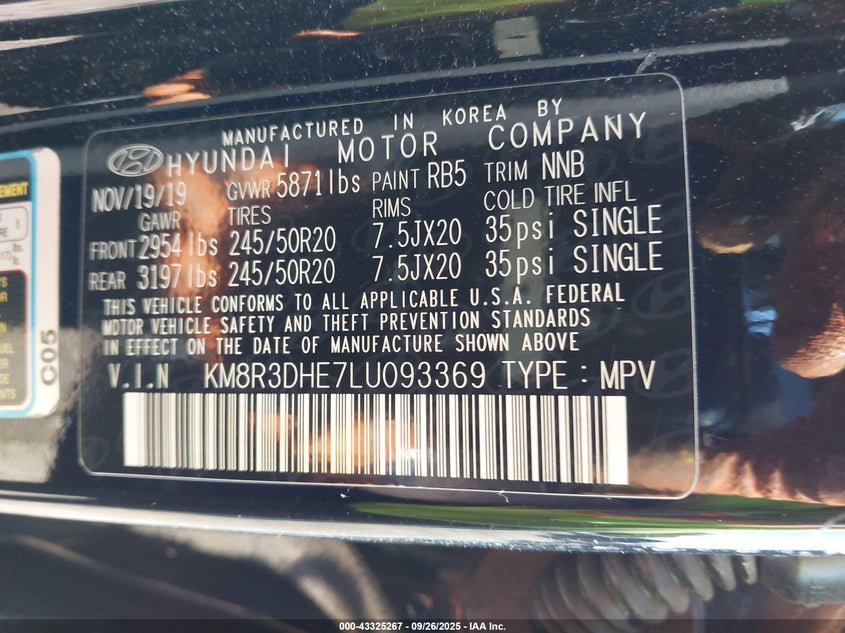 MANUFACTURED IN KOREA BY
HYUNDAI MOTOR COMPANY
NOV/19/19 GVWR 5871lbs PAINT RB5 TRIM NNB
GAWR TIRES RIMS COLD TIRE INFL
FRONT 2954lbs 245/50R20 7.5JX20 35psi SINGLE
REAR 3197lbs 245/50R20 7.5JX20 35psi SINGLE
THIS VEHICLE CONFORMS TO ALL APPLICABLE U.S.A. FEDERAL
MOTOR VEHICLE SAFETY AND THEFT PREVENTION STANDARDS
IN EFFECT ON THE DATE OF MANUFACTURE SHOWN ABOVE
V.I.N KM8R3DHE7LU093369 TYPE : MPV
C05
000-43325267 - 09/26/2025 - IAA Inc.